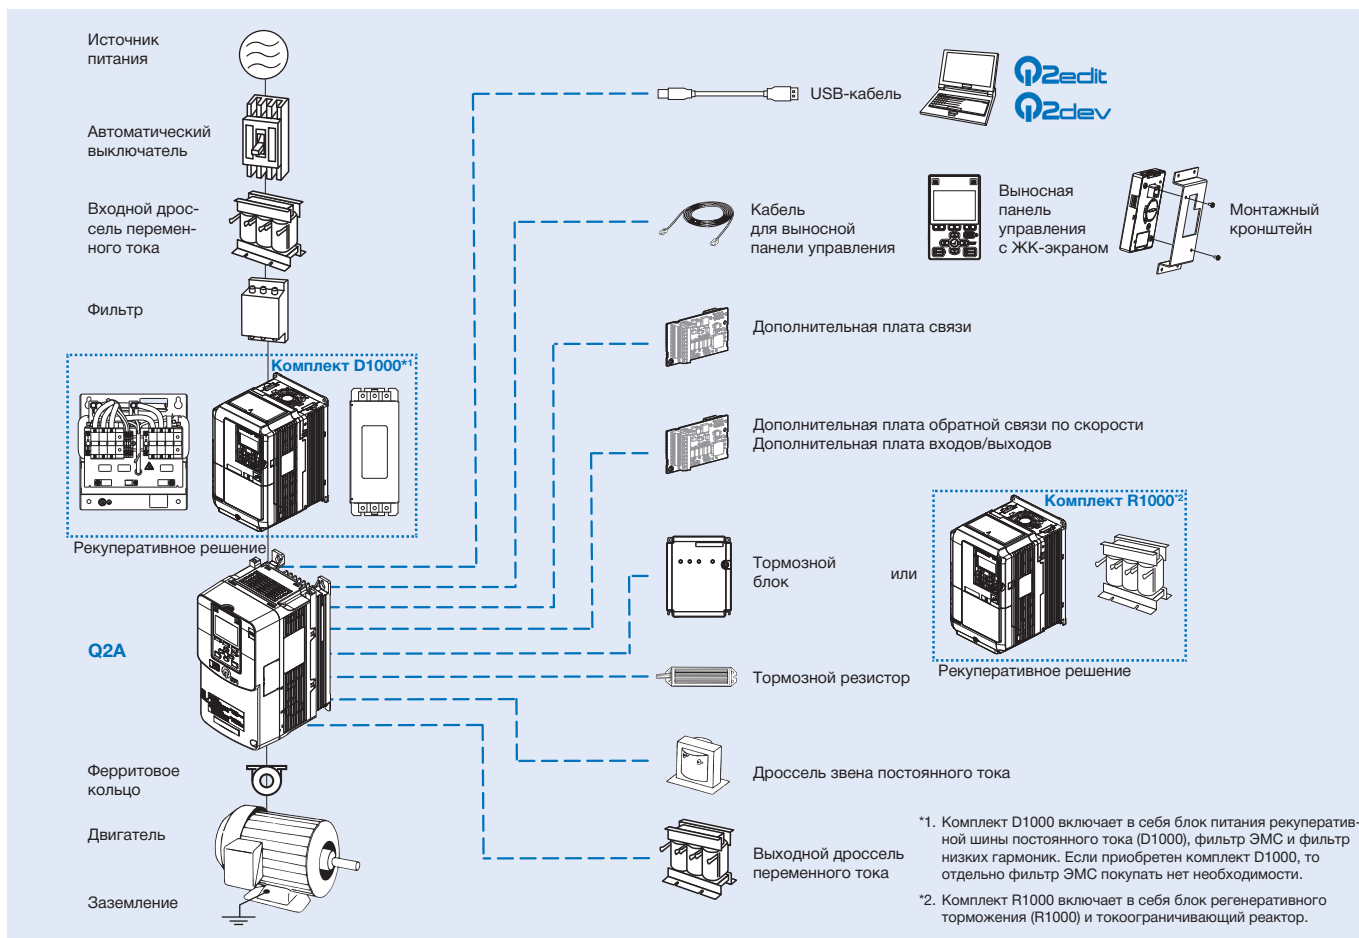 Источник
питания
Автоматический
выключатель
Входной дрос-
сель перемен-
ного тока
Фильтр
Комплект D1000*1
Рекуперативное решение
Q2A
Ферритовое
кольцо
Двигатель
Заземление
USB-кабель
Q2edit
Q2dev
Кабель
для выносной
панели управления
Выносная
панель
управления
с ЖК-экраном
Монтажный
кронштейн
Дополнительная плата связи
Дополнительная плата обратной связи по скорости
Дополнительная плата входов/выходов
Тормозной
блок
или
Комплект R1000*2
Рекуперативное решение
Тормозной резистор
Дроссель звена постоянного тока
Выходной дроссель
переменного тока
*1. Комплект D1000 включает в себя блок питания рекуператив-
ной шины постоянного тока (D1000), фильтр ЭМС и фильтр
низких гармоник. Если приобретен комплект D1000, то
отдельно фильтр ЭМС покупать нет необходимости.
*2. Комплект R1000 включает в себя блок регенеративного
торможения (R1000) и токоограничивающий реактор.